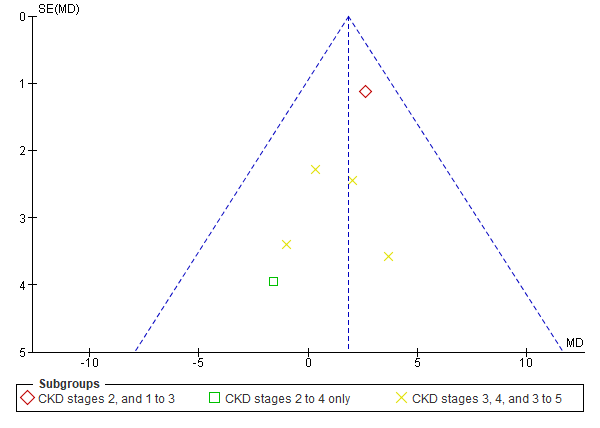 SE(MD)
0
1
2
3
4
5
MD
-10
-5
0
5
10
Subgroups
CKD stages 2, and 1 to 3
CKD stages 2 to 4 only
CKD stages 3, 4, and 3 to 5